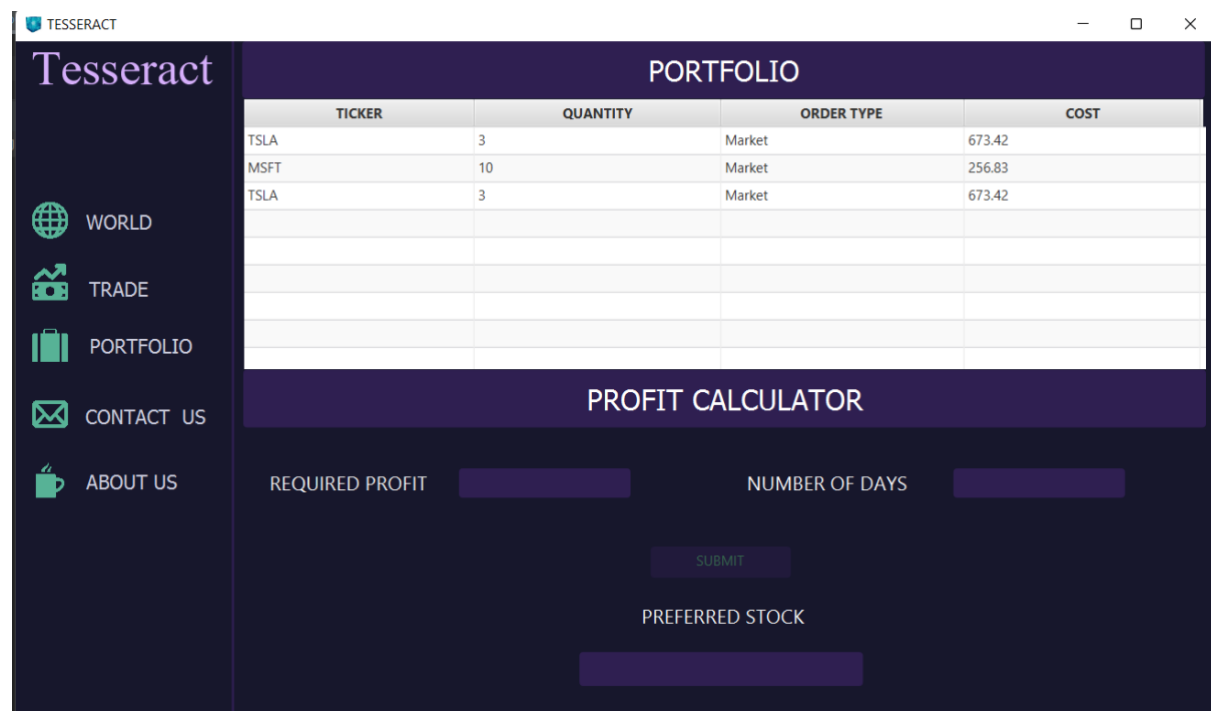 TESSERACT
Tesseract
WORLD
TRADE
PORTFOLIO
CONTACT US
ABOUT US
PORTFOLIO
TICKER QUANTITY ORDER TYPE COST
TSLA 3 Market 673.42
MSFT 10 Market 256.83
TSLA 3 Market 673.42
PROFIT CALCULATOR
REQUIRED PROFIT NUMBER OF DAYS
SUBMIT
PREFERRED STOCK